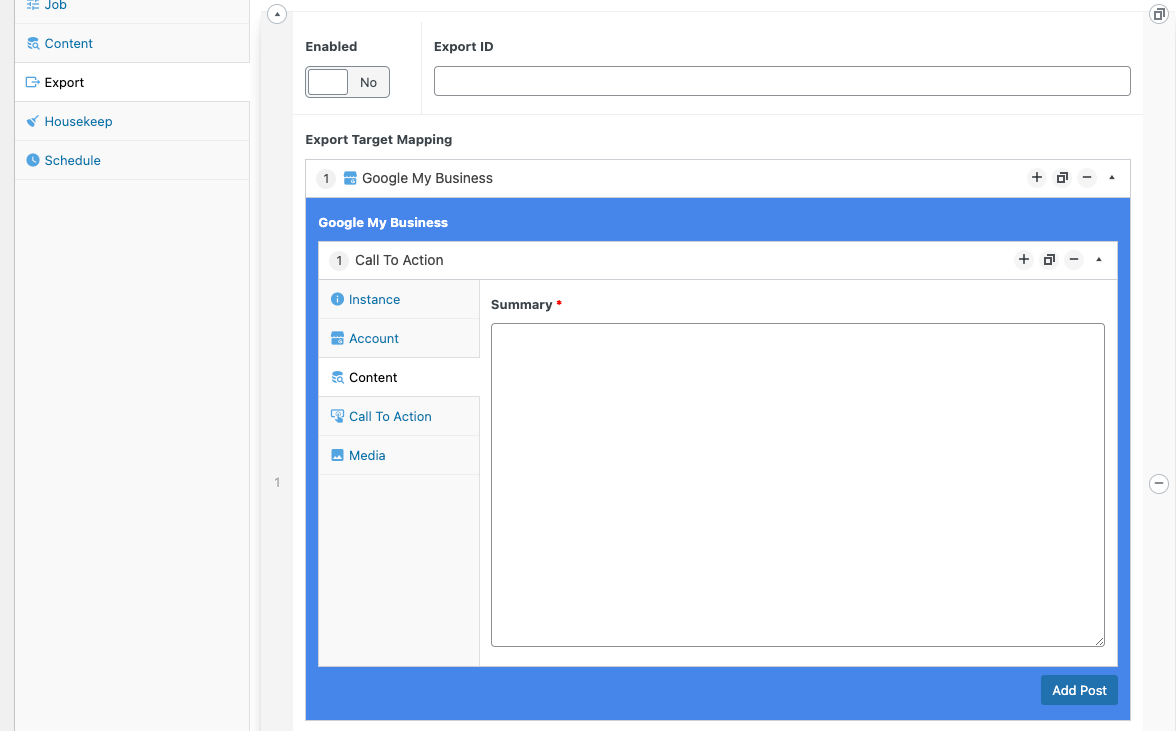 Job
Content
Export
Housekeep
Schedule
Enabled
No
Export ID
Export Target Mapping
1 Google My Business
Google My Business
1 Call To Action
Instance
Account
Content
Call To Action
Media
Summary *
1
Add Post